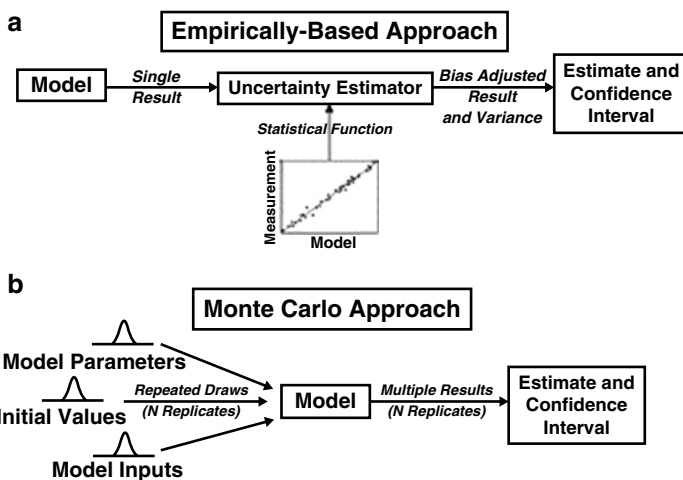 a
Empirically-Based Approach
Model
Single
Result
Uncertainty Estimator
Bias Adjusted
Result
and Variance
Estimate and
Confidence
Interval
Statistical Function
Measurement
Model
b
Monte Carlo Approach
Model Parameters
Initial Values
Model Inputs
Repeated Draws
(N Replicates)
Model
Multiple Results
(N Replicates)
Estimate and
Confidence
Interval